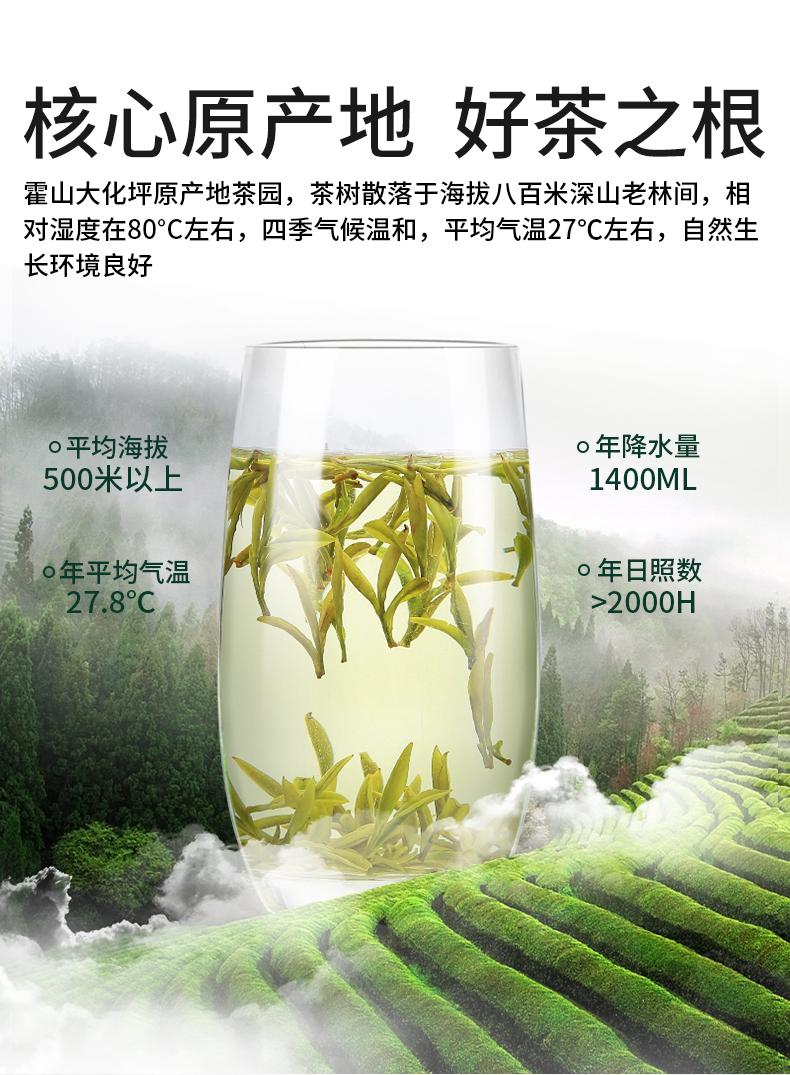 核心原产地 好茶之根
霍山大化坪原产地茶园，茶树散落于海拔八百米深山老林间，相
对湿度在80℃左右，四季气候温和，平均气温27℃左右，自然生
长环境良好
平均海拔
500米以上
年降水量
1400ML
年平均气温
27.8℃
年日照数
>2000H